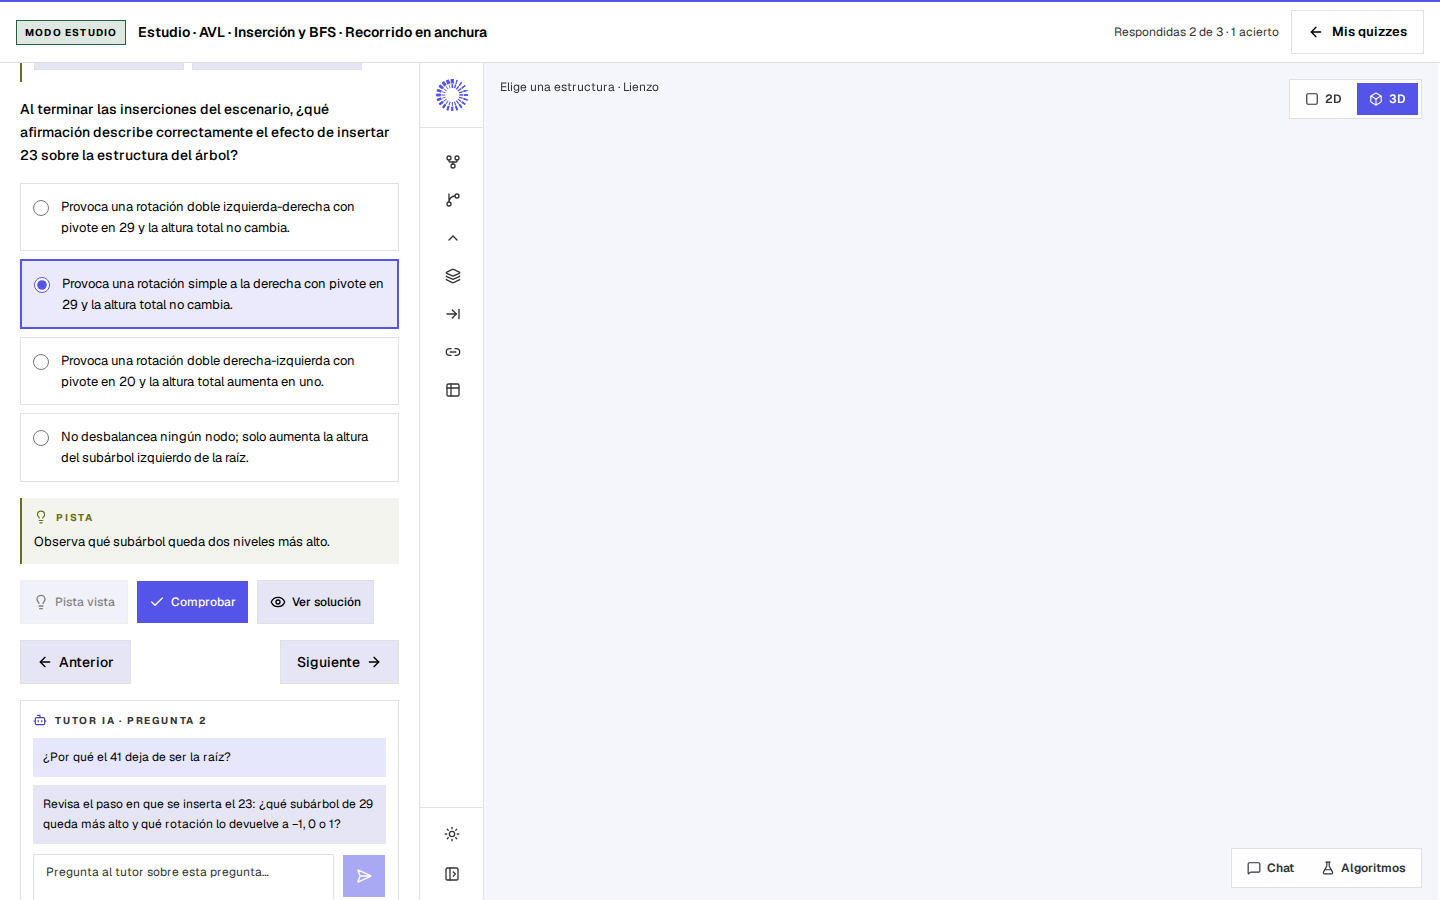 MODO ESTUDIO
Estudio · AVL · Inserción y BFS · Recorrido en anchura
Respondidas 2 de 3 · 1 acierto
Mis quizzes
Al terminar las inserciones del escenario, ¿qué
afirmación describe correctamente el efecto de insertar
23 sobre la estructura del árbol?
Provoca una rotación doble izquierda-derecha con
pivote en 29 y la altura total no cambia.
Provoca una rotación simple a la derecha con pivote en
29 y la altura total no cambia.
Provoca una rotación doble derecha-izquierda con
pivote en 20 y la altura total aumenta en uno.
No desbalancea ningún nodo; solo aumenta la altura
del subárbol izquierdo de la raíz.
PISTA
Observa qué subárbol queda dos niveles más alto.
Pista vista
Comprobar
Ver solución
Anterior
Siguiente
TUTOR IA · PREGUNTA 2
¿Por qué el 41 deja de ser la raíz?
Revisa el paso en que se inserta el 23: ¿qué subárbol de 29
queda más alto y qué rotación lo devuelve a −1, 0 o 1?
Pregunta al tutor sobre esta pregunta…
Elige una estructura · Lienzo
2D
3D
Chat
Algoritmos